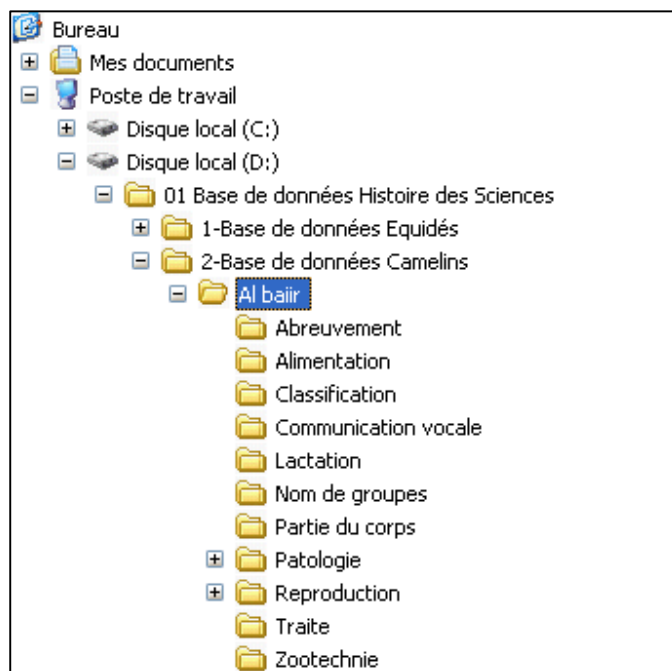 Bureau
Mes documents
Poste de travail
Disque local (C:)
Disque local (D:)
01 Base de données Histoire des Sciences
1-Base de données Equidés
2-Base de données Camelins
Al baiir
Abreuvement
Alimentation
Classification
Communication vocale
Lactation
Nom de groupes
Partie du corps
Patologie
Reproduction
Traite
Zootechnie